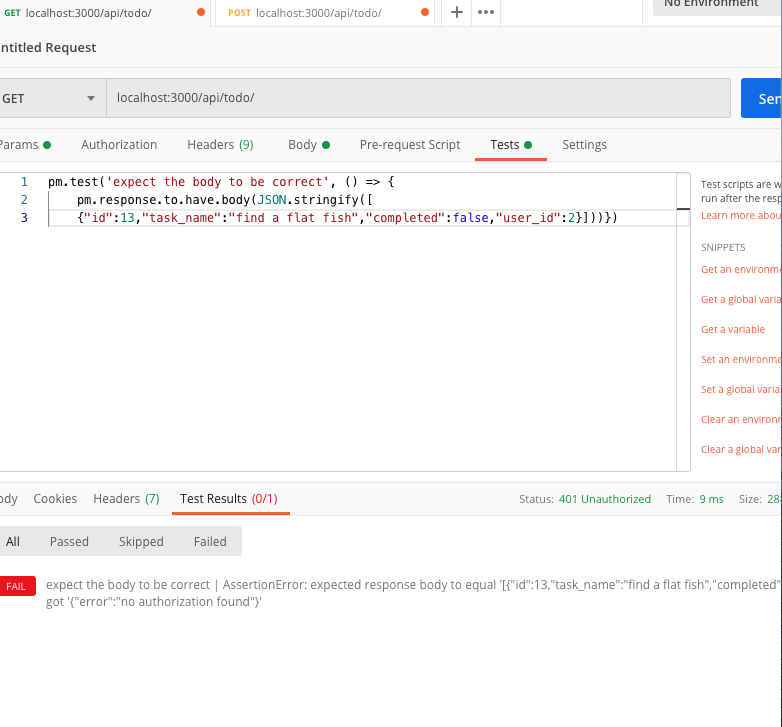 GET localhost:3000/api/todo/ POST localhost:3000/api/todo/ + ••• No Environment
ntitled Request
GET localhost:3000/api/todo/ Sen
Params Authorization Headers (9) Body Pre-request Script Tests Settings
1 pm.test('expect the body to be correct', () => {
2 pm.response.to.have.body(JSON.stringify([
3 {"id":13,"task_name":"find a flat fish","completed":false,"user_id":2}]))})
Test scripts are w
run after the resp
Learn more abou
SNIPPETS
Get an environme
Get a global varia
Get a variable
Set an environme
Set a global varia
Clear an environm
Clear a global var
ody Cookies Headers (7) Test Results (0/1) Status: 401 Unauthorized Time: 9 ms Size: 28
All Passed Skipped Failed
FAIL expect the body to be correct | AssertionError: expected response body to equal '[{"id":13,"task_name":"find a flat fish","completed"
got '{"error":"no authorization found"}'